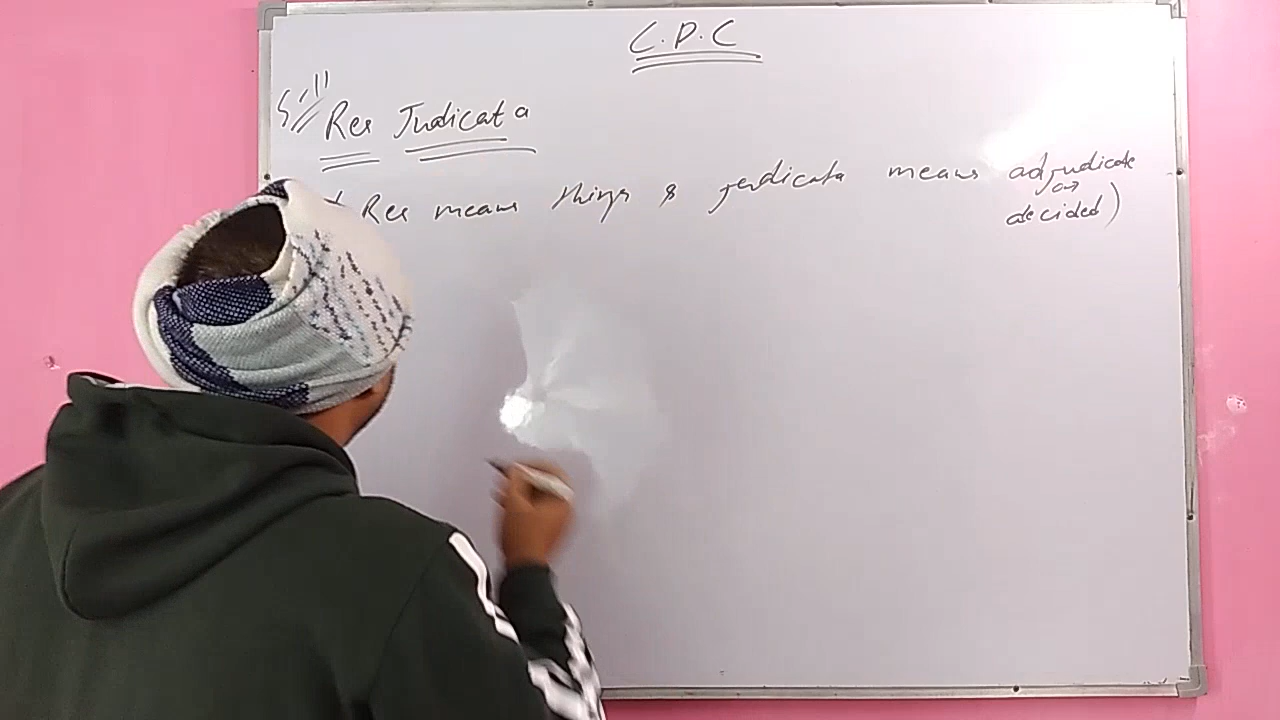 C.P.C
S.11 Res Judicata
Res means things & judicata means adjudicate
or
decided)